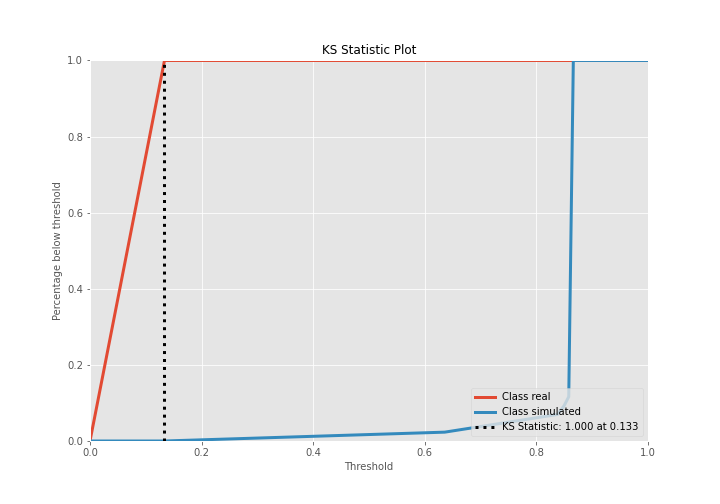 KS Statistic Plot
1.0
0.8
0.6
0.4
0.2
0.0
Percentage below threshold
0.0 0.2 0.4 0.6 0.8 1.0
Threshold
Class real
Class simulated
KS Statistic: 1.000 at 0.133